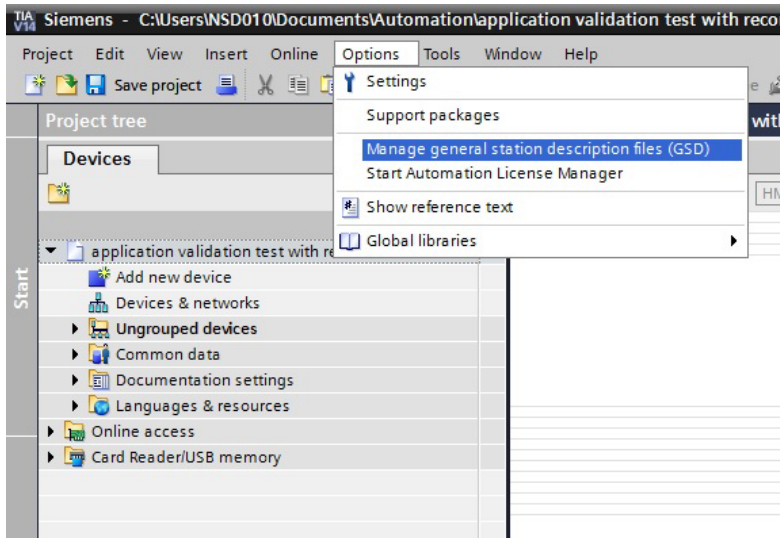 TIA V14 Siemens - C:\Users\NSD010\Documents\Automation\application validation test with reco
Project Edit View Insert Online Options Tools Window Help
Save project
Settings
Support packages
Manage general station description files (GSD)
Start Automation License Manager
Show reference text
Global libraries
Project tree
with
Devices
HM
application validation test with re
Add new device
Devices & networks
Ungrouped devices
Common data
Documentation settings
Languages & resources
Online access
Card Reader/USB memory
Start